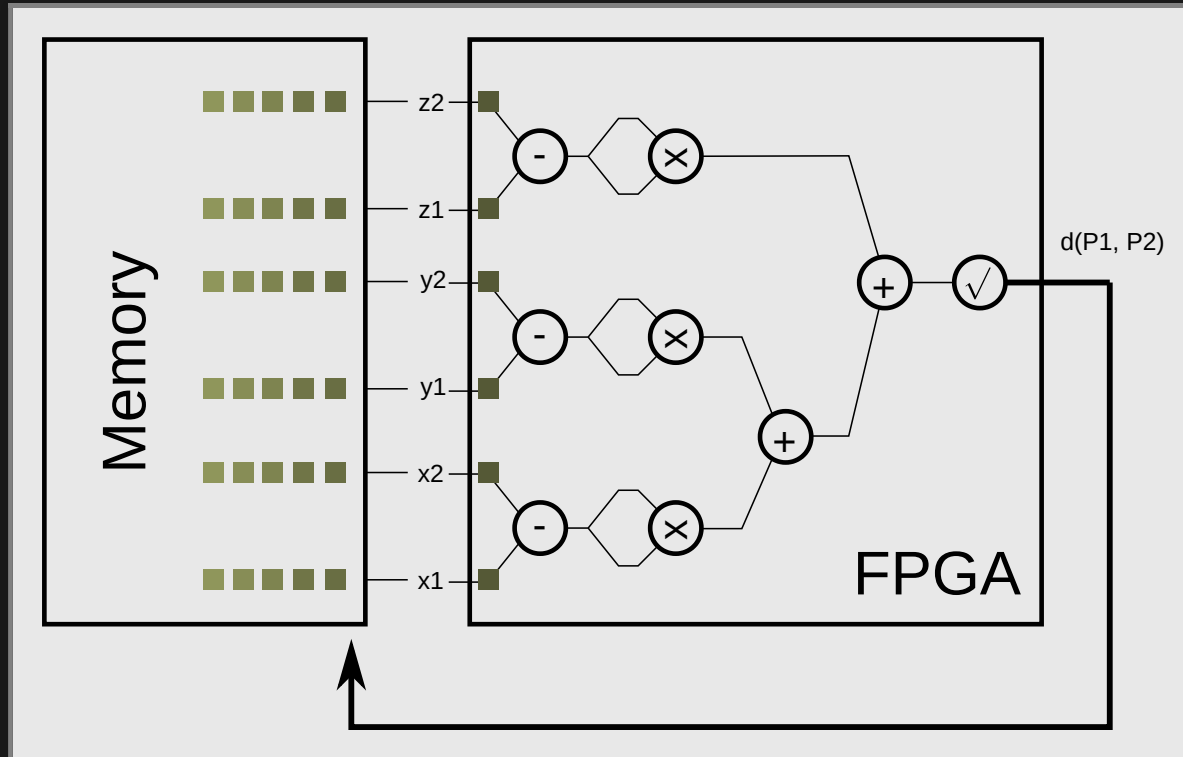 Memory
z2
z1
y2
y1
x2
x1
-
x
-
x
-
x
+
+
√
d(P1, P2)
FPGA